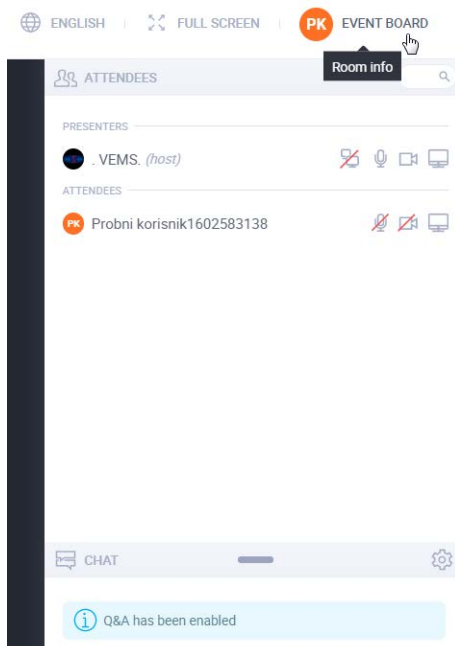 ENGLISH FULL SCREEN PK EVENT BOARD
Room info
ATTENDEES
PRESENTERS
. VEMS. (host)
ATTENDEES
PK Probni korisnik1602583138
CHAT
Q&A has been enabled